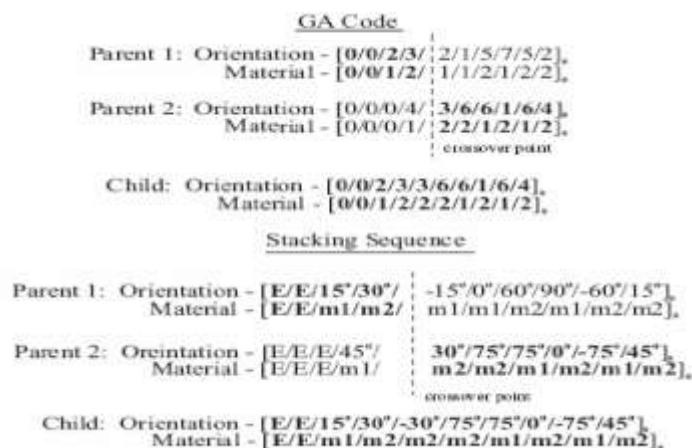 GA Code
Parent 1: Orientation - [0/0/2/3/ 2/1/5/7/5/2]s
Material - [0/0/1/2/ 1/1/2/1/2/2]s
Parent 2: Orientation - [0/0/0/4/ 3/6/6/1/6/4]s
Material - [0/0/0/1/ 2/2/1/2/1/2]s
crossover point
Child: Orientation - [0/0/2/3/3/6/6/1/6/4]s
Material - [0/0/1/2/2/2/1/2/1/2]s
Stacking Sequence
Parent 1: Orientation - [E/E/15°/30°/ -15°/0°/60°/90°/-60°/15°]s
Material - [E/E/m1/m2/ m1/m1/m2/m1/m2/m2]s
Parent 2: Oreintation - [E/E/E/45°/ 30°/75°/75°/0°/-75°/45°]s
Material - [E/E/E/m1/ m2/m2/m1/m2/m1/m2]s
crossover point
Child: Orientation - [E/E/15°/30°/-30°/75°/75°/0°/-75°/45°]s
Material - [E/E/m1/m2/m2/m2/m1/m2/m1/m2]s